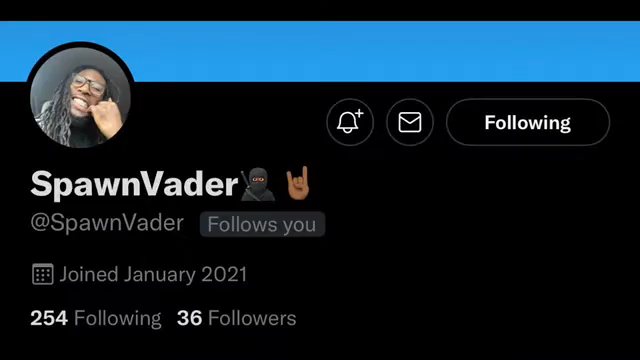 Following
SpawnVader🥷🏿🤘🏾
@SpawnVader Follows you
Joined January 2021
254 Following 36 Followers